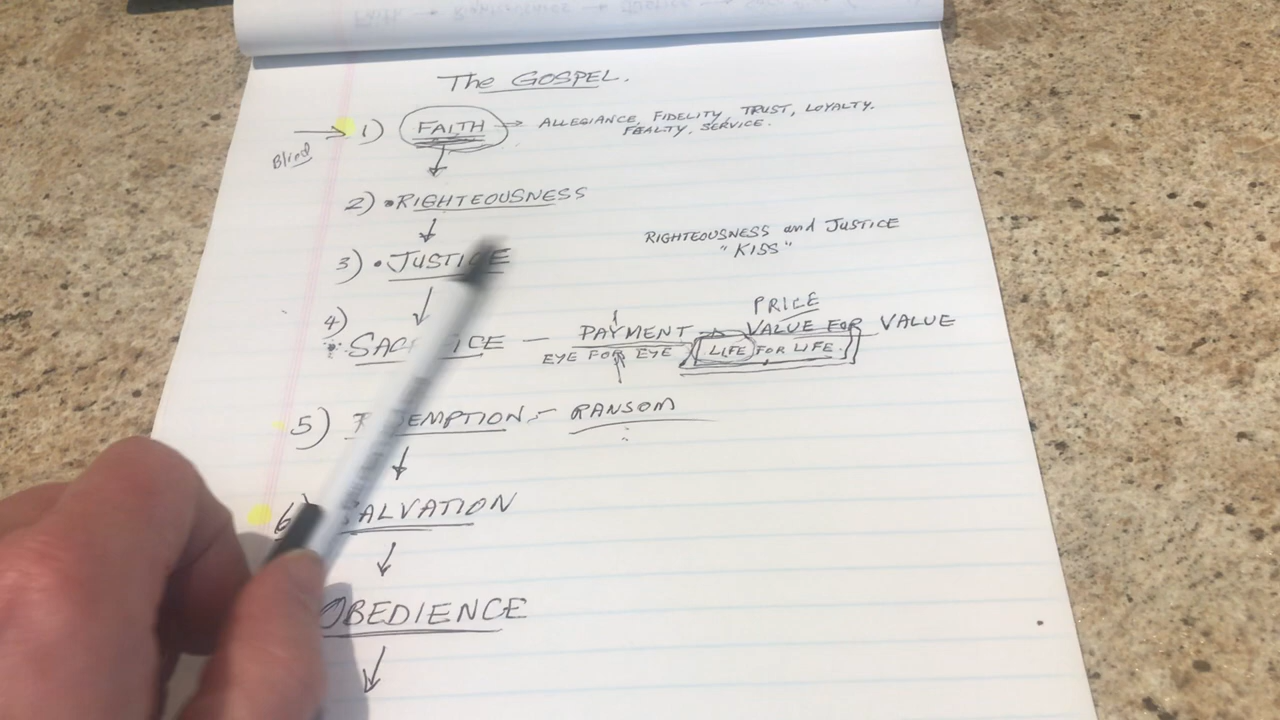 The GOSPEL.
1) FAITH → ALLEGIANCE, FIDELITY, TRUST, LOYALTY.
FEALTY, SERVICE.
Blind
2) •RIGHTEOUSNESS
RIGHTEOUSNESS and JUSTICE
"KISS"
3) •JUSTICE
PRICE
4) — PAYMENT → VALUE FOR VALUE
EYE FOR EYE LIFE FOR LIFE.
5) – RANSOM
6) SALVATION
OBEDIENCE